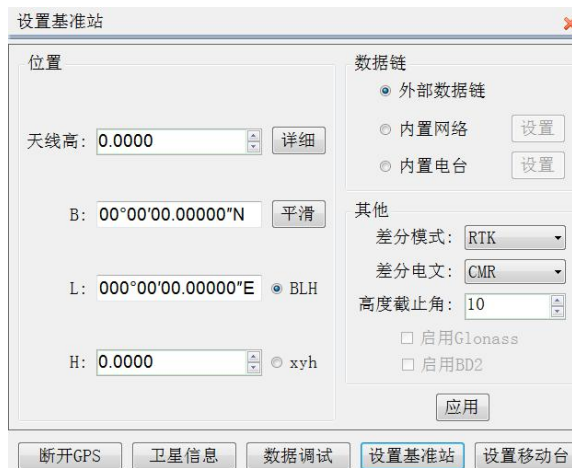 设置基准站
位置
天线高: 0.0000 详细
B: 00°00′00.00000″N 平滑
L: 000°00′00.00000″E BLH
H: 0.0000 xyh
数据链
外部数据链
内置网络 设置
内置电台 设置
其他
差分模式: RTK
差分电文: CMR
高度截止角: 10
启用Glonass
启用BD2
应用
断开GPS 卫星信息 数据调试 设置基准站 设置移动台